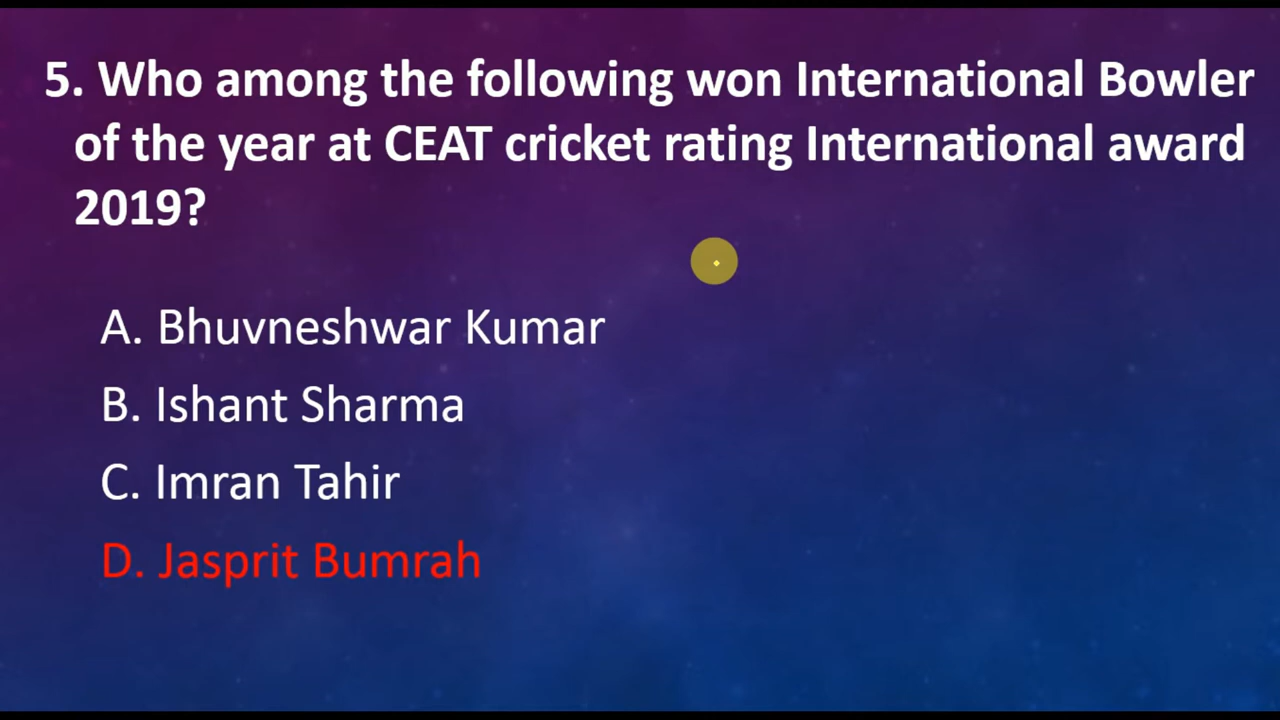 5. Who among the following won International Bowler
of the year at CEAT cricket rating International award
2019?
A. Bhuvneshwar Kumar
B. Ishant Sharma
C. Imran Tahir
D. Jasprit Bumrah